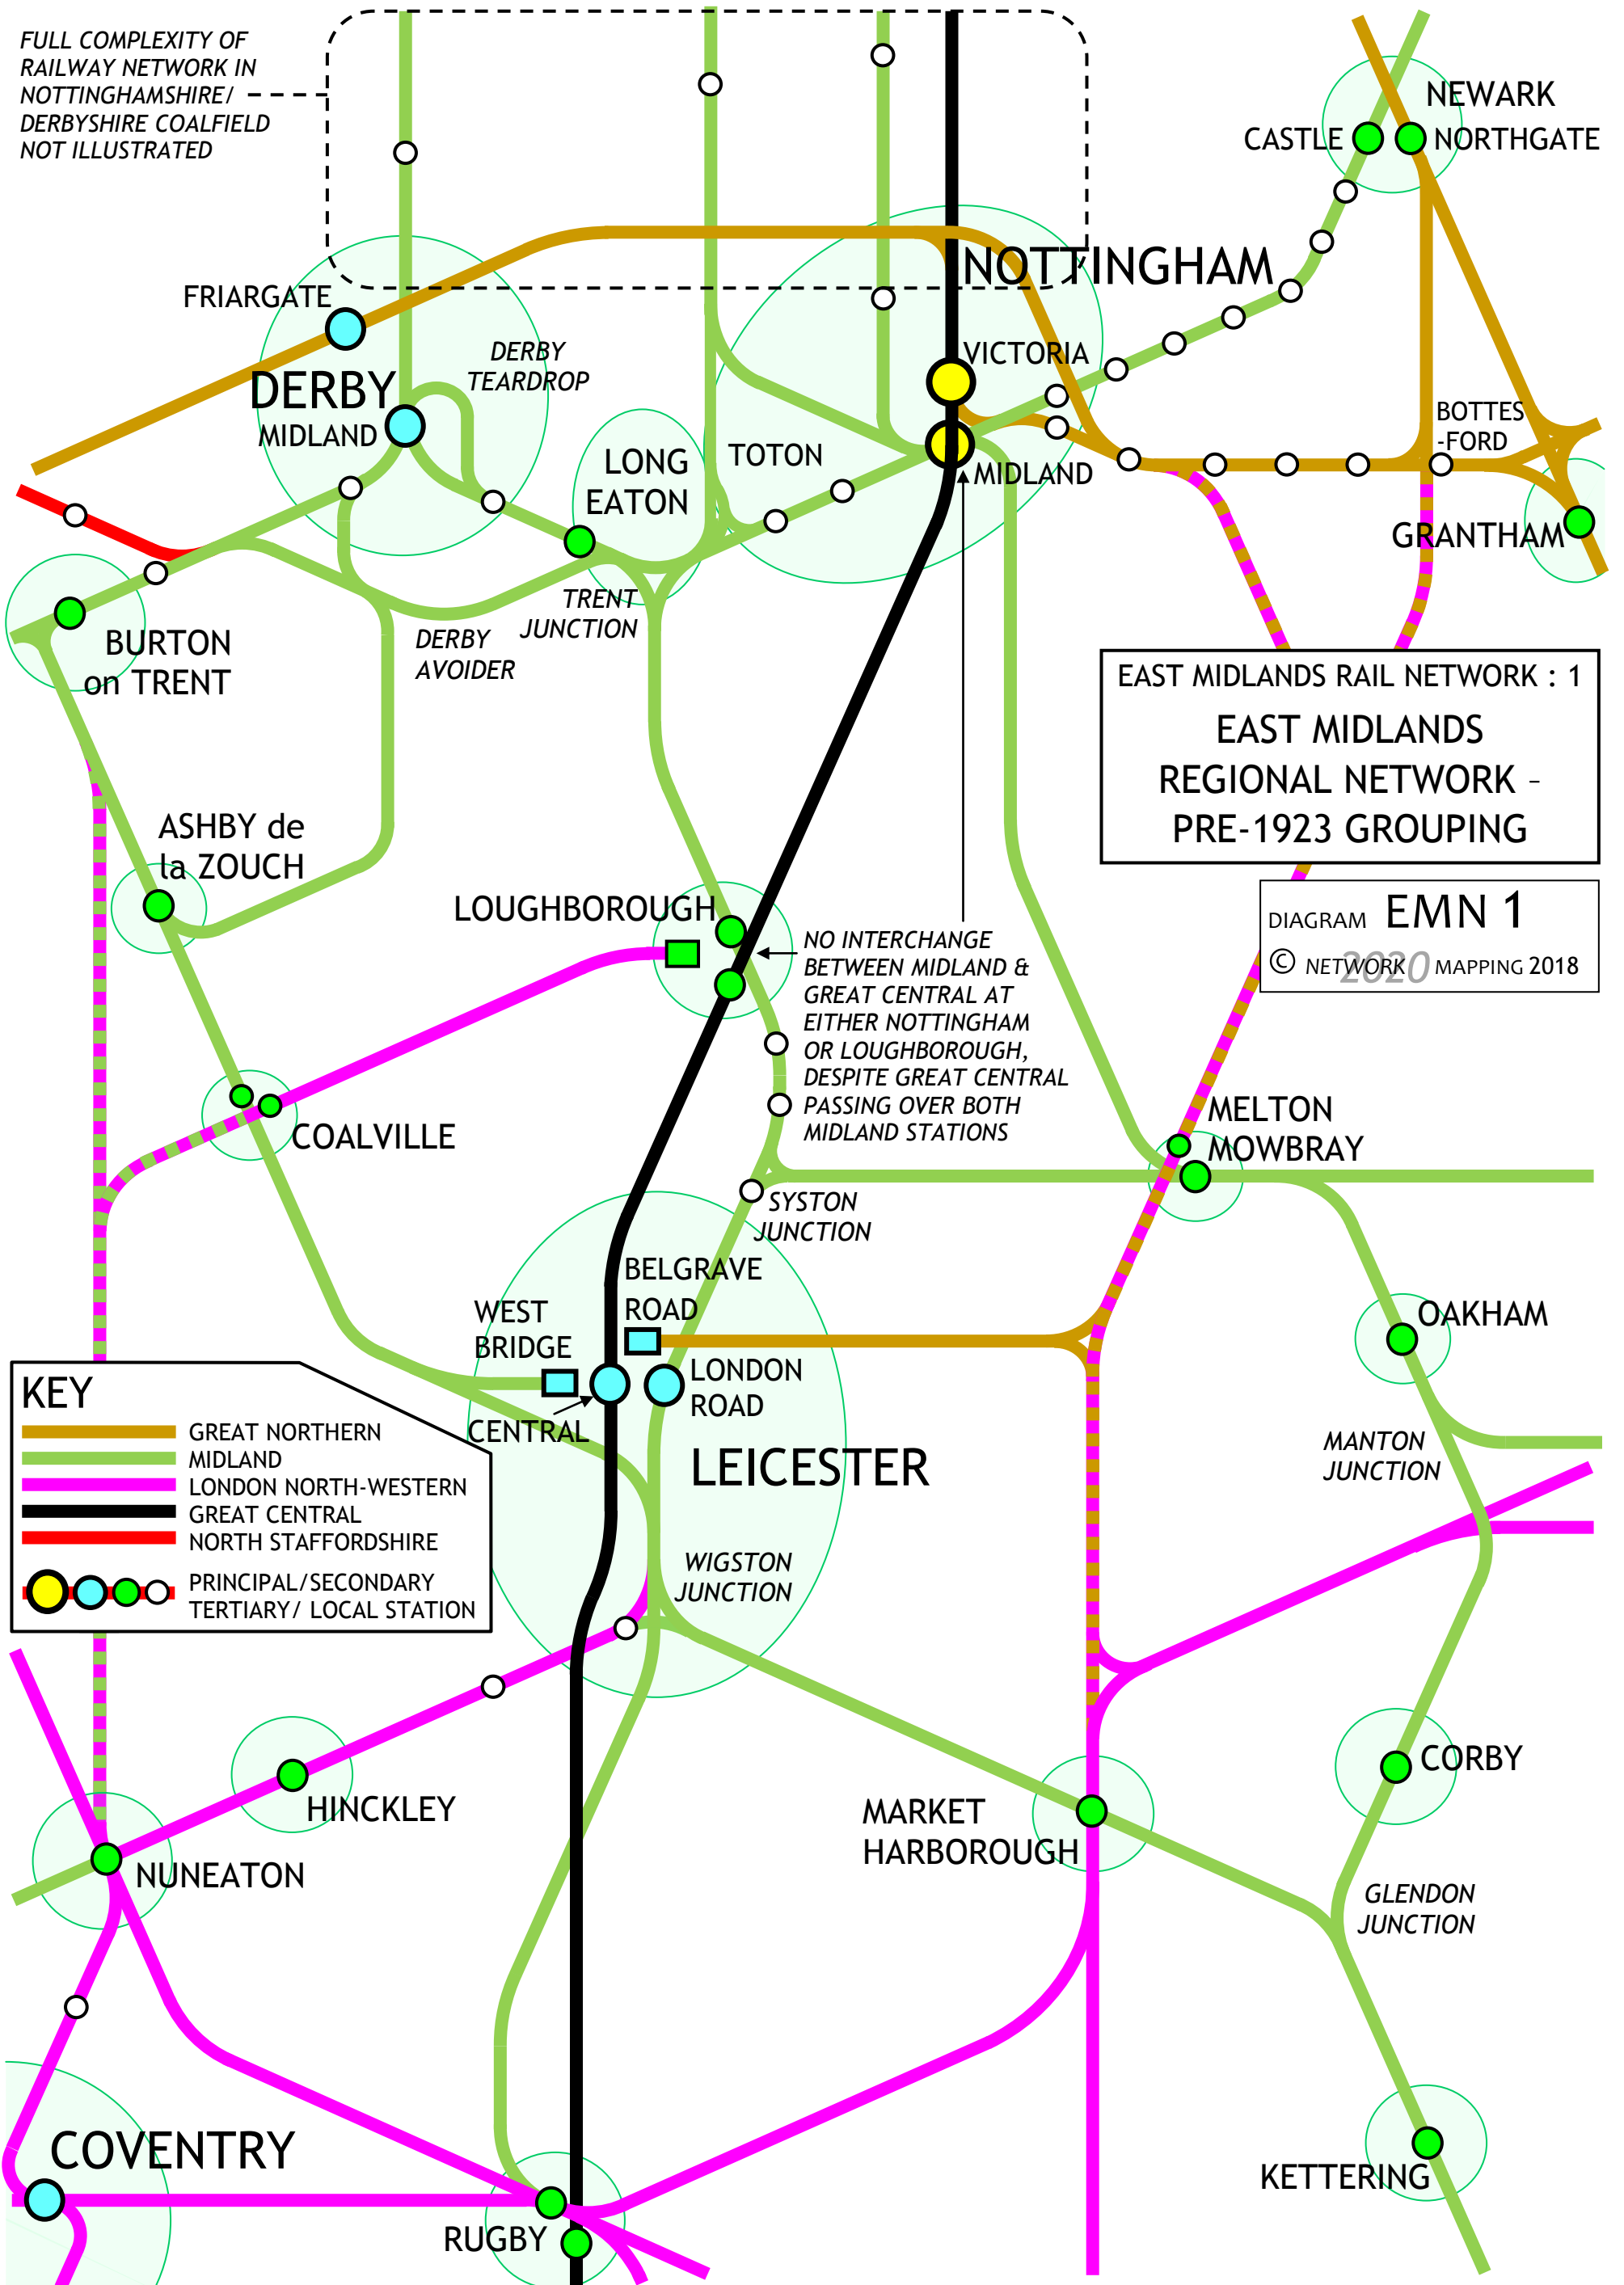 FULL COMPLEXITY OF
RAILWAY NETWORK IN
NOTTINGHAMSHIRE/
DERBYSHIRE COALFIELD
NOT ILLUSTRATED
NEWARK
CASTLE
NORTHGATE
NOTTINGHAM
FRIARGATE
DERBY
TEARDROP
VICTORIA
DERBY
MIDLAND
BOTTES
-FORD
LONG
EATON
TOTON
MIDLAND
GRANTHAM
TRENT
JUNCTION
DERBY
AVOIDER
BURTON
on TRENT
EAST MIDLANDS RAIL NETWORK : 1
EAST MIDLANDS
REGIONAL NETWORK –
PRE-1923 GROUPING
DIAGRAM EMN 1
© NETWORK 2020 MAPPING 2018
ASHBY de
la ZOUCH
LOUGHBOROUGH
NO INTERCHANGE
BETWEEN MIDLAND &
GREAT CENTRAL AT
EITHER NOTTINGHAM
OR LOUGHBOROUGH,
DESPITE GREAT CENTRAL
PASSING OVER BOTH
MIDLAND STATIONS
COALVILLE
MELTON
MOWBRAY
SYSTON
JUNCTION
BELGRAVE
ROAD
WEST
BRIDGE
OAKHAM
LONDON
ROAD
CENTRAL
LEICESTER
MANTON
JUNCTION
KEY
GREAT NORTHERN
MIDLAND
LONDON NORTH-WESTERN
GREAT CENTRAL
NORTH STAFFORDSHIRE
PRINCIPAL/SECONDARY
TERTIARY/ LOCAL STATION
WIGSTON
JUNCTION
HINCKLEY
CORBY
MARKET
HARBOROUGH
NUNEATON
GLENDON
JUNCTION
COVENTRY
KETTERING
RUGBY